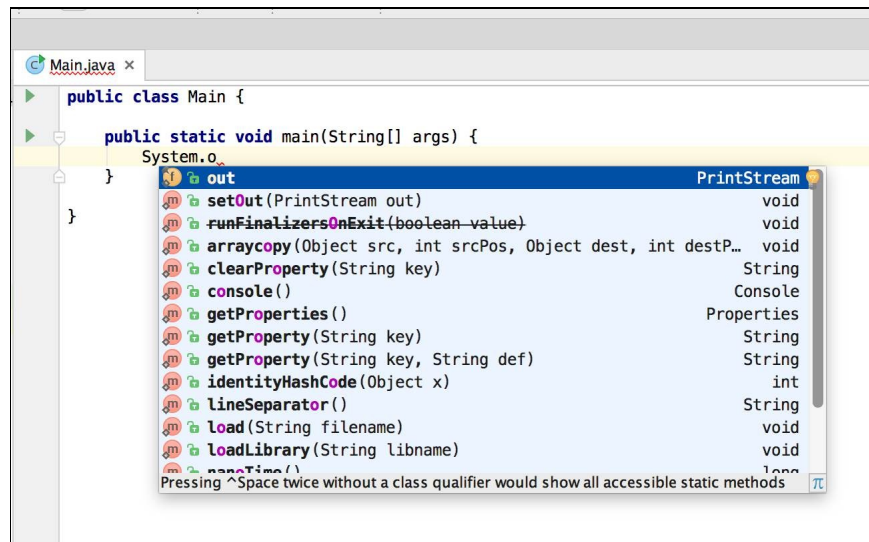 Main.java ×
public class Main {
public static void main(String[] args) {
System.o
out PrintStream
setOut(PrintStream out) void
runFinalizersOnExit(boolean value) void
arraycopy(Object src, int srcPos, Object dest, int destP… void
clearProperty(String key) String
console() Console
getProperties() Properties
getProperty(String key) String
getProperty(String key, String def) String
identityHashCode(Object x) int
lineSeparator() String
load(String filename) void
loadLibrary(String libname) void
nanoTime() long
Pressing ^Space twice without a class qualifier would show all accessible static methods π
}
}